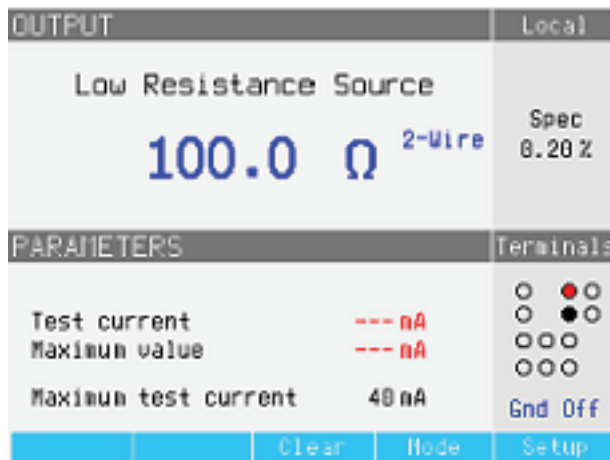 OUTPUT
Local
Low Resistance Source
100.0 Ω 2-Wire
Spec
0.20 %
PARAMETERS
Terminals
Test current --- mA
Maximum value --- mA
Maximum test current 40 mA
Gnd Off
Clear Mode Setup